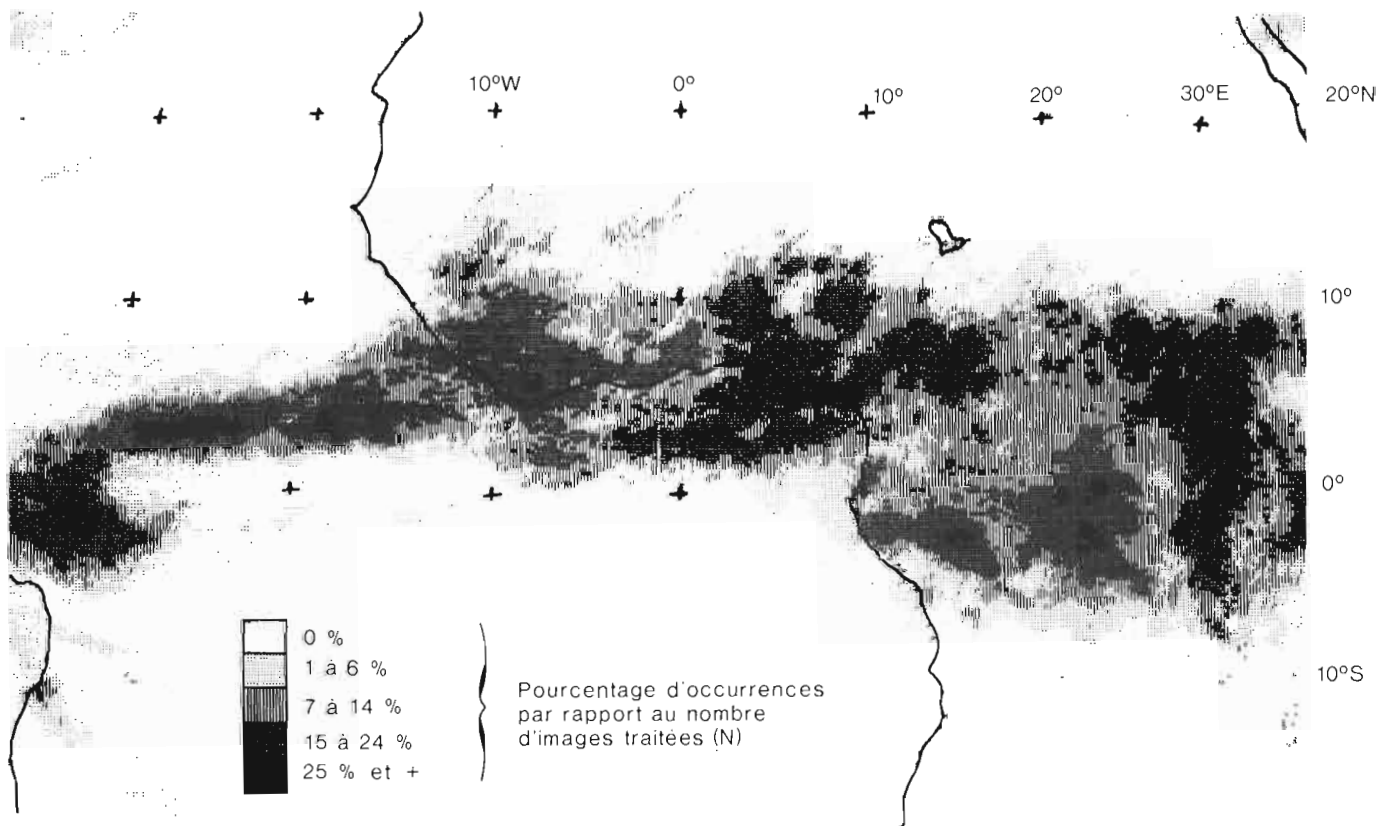 10°W 0° 10° 20° 30°E 20°N
10°
0°
10°S
0 %
1 à 6 %
7 à 14 %
15 à 24 %
25 % et +
Pourcentage d'occurrences
par rapport au nombre
d'images traitées (N)